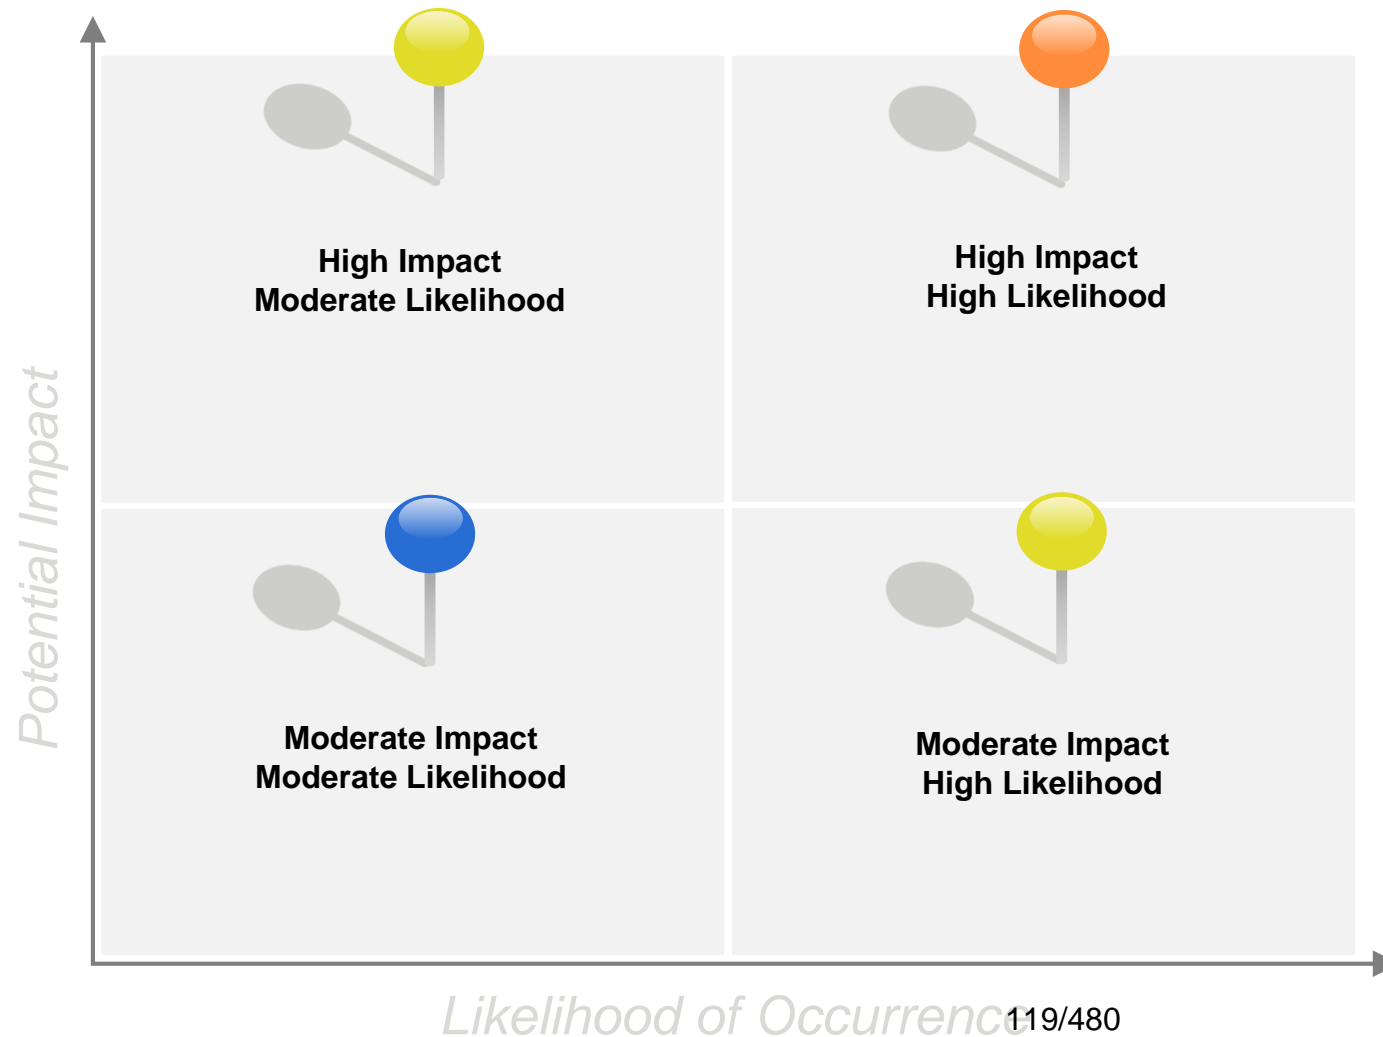 High Impact
Moderate Likelihood
High Impact
High Likelihood
Potential Impact
Moderate Impact
Moderate Likelihood
Moderate Impact
High Likelihood
Likelihood of Occurrence
119/480